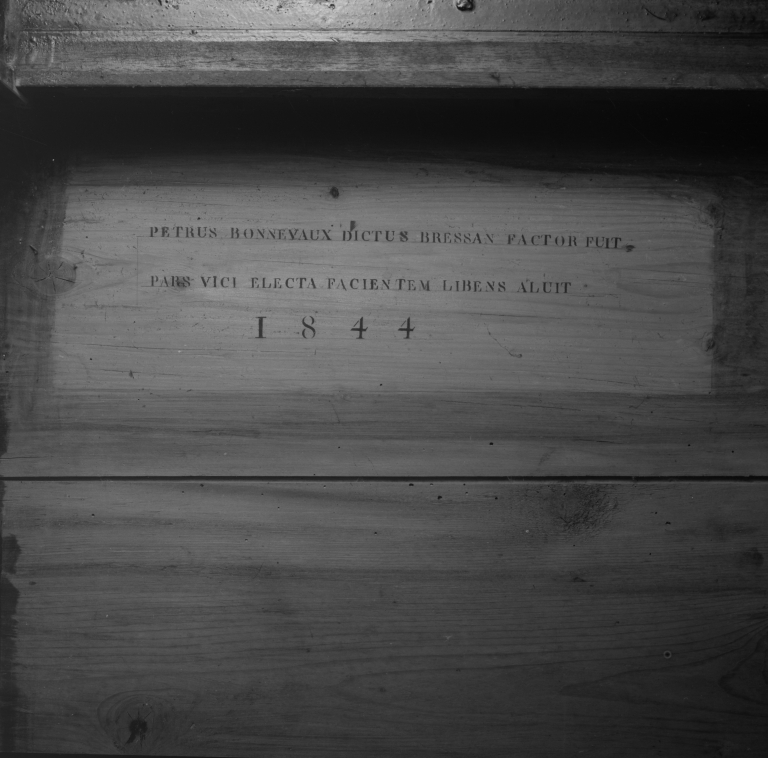 PETRUS BONNEVAUX DICTUS BRESSAN FACTOR FUIT
PARS VICI ELECTA FACIENTEM LIBENS ALUIT
1844